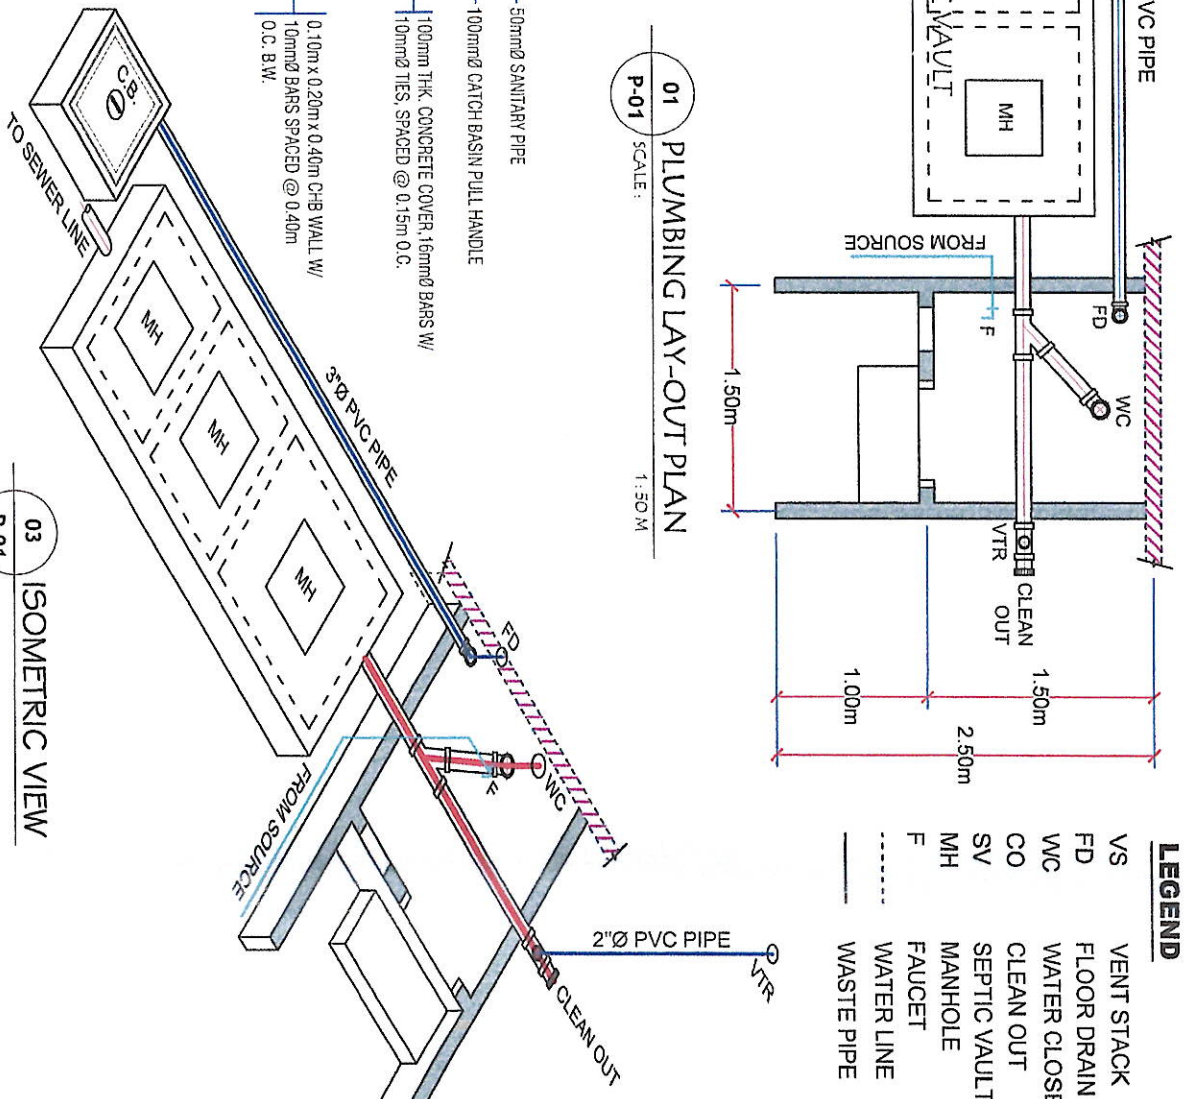 VC PIPE
VAULT
MH
FROM SOURCE
F
FD
WC
VTR
CLEAN
OUT
1.50m
1.50m
1.00m
2.50m
01
P-01
PLUMBING LAY-OUT PLAN
SCALE :
1:50 M
LEGEND
VS VENT STACK
FD FLOOR DRAIN
WC WATER CLOSE
CO CLEAN OUT
SV SEPTIC VAULT
MH MANHOLE
F FAUCET
WATER LINE
WASTE PIPE
50mmØ SANITARY PIPE
100mmØ CATCH BASIN PULL HANDLE
100mm THK. CONCRETE COVER,16mmØ BARS W/
10mmØ TIES, SPACED @ 0.15m O.C.
0.10m x 0.20m x 0.40m CHB WALL W/
10mmØ BARS SPACED @ 0.40m
O.C. B.W.
C.B.
TO SEWER LINE
MH
MH
MH
3"Ø PVC PIPE
FD
WC
F
FROM SOURCE
2"Ø PVC PIPE
VTR
CLEAN OUT
03
P-01
ISOMETRIC VIEW